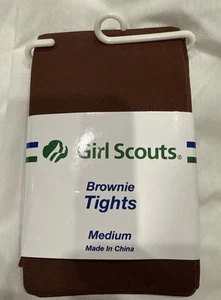 Girl Scouts®
Brownie
Tights
Medium
Made In China